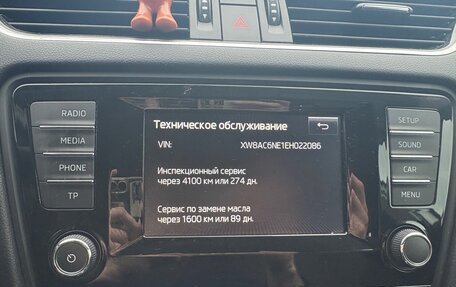 RADIO
MEDIA
PHONE
TP
Техническое обслуживание
VIN: XW8AC6NE1EH022086
Инспекционный сервис
через 4100 км или 274 дн.
Сервис по замене масла
через 1600 км или 89 дн.
SETUP
SOUND
CAR
MENU